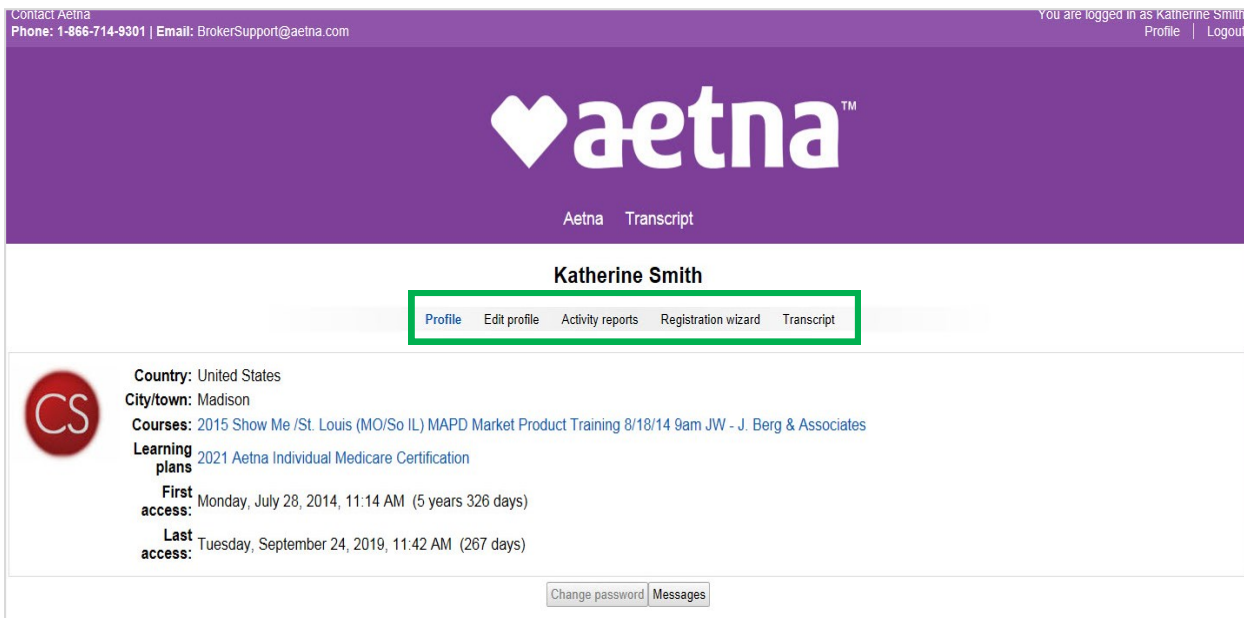 Contact Aetna
You are logged in as Katherine Smith
Phone: 1-866-714-9301 | Email: BrokerSupport@aetna.com
Profile | Logout
aetna™
Aetna Transcript
Katherine Smith
Profile Edit profile Activity reports Registration wizard Transcript
CS
Country: United States
City/town: Madison
Courses: 2015 Show Me /St. Louis (MO/So IL) MAPD Market Product Training 8/18/14 9am JW - J. Berg & Associates
Learning plans 2021 Aetna Individual Medicare Certification
First access: Monday, July 28, 2014, 11:14 AM (5 years 326 days)
Last access: Tuesday, September 24, 2019, 11:42 AM (267 days)
Change password Messages